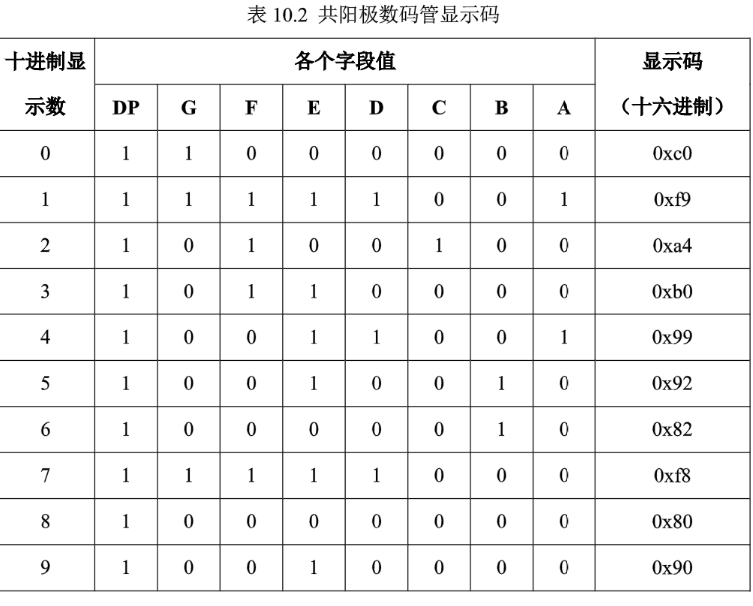 表 10.2 共阳极数码管显示码
十进制显示数 各个字段值 显示码（十六进制）
DP G F E D C B A
0 1 1 0 0 0 0 0 0 0xc0
1 1 1 1 1 1 0 0 1 0xf9
2 1 0 1 0 0 1 0 0 0xa4
3 1 0 1 1 0 0 0 0 0xb0
4 1 0 0 1 1 0 0 1 0x99
5 1 0 0 1 0 0 1 0 0x92
6 1 0 0 0 0 0 1 0 0x82
7 1 1 1 1 1 0 0 0 0xf8
8 1 0 0 0 0 0 0 0 0x80
9 1 0 0 1 0 0 0 0 0x90